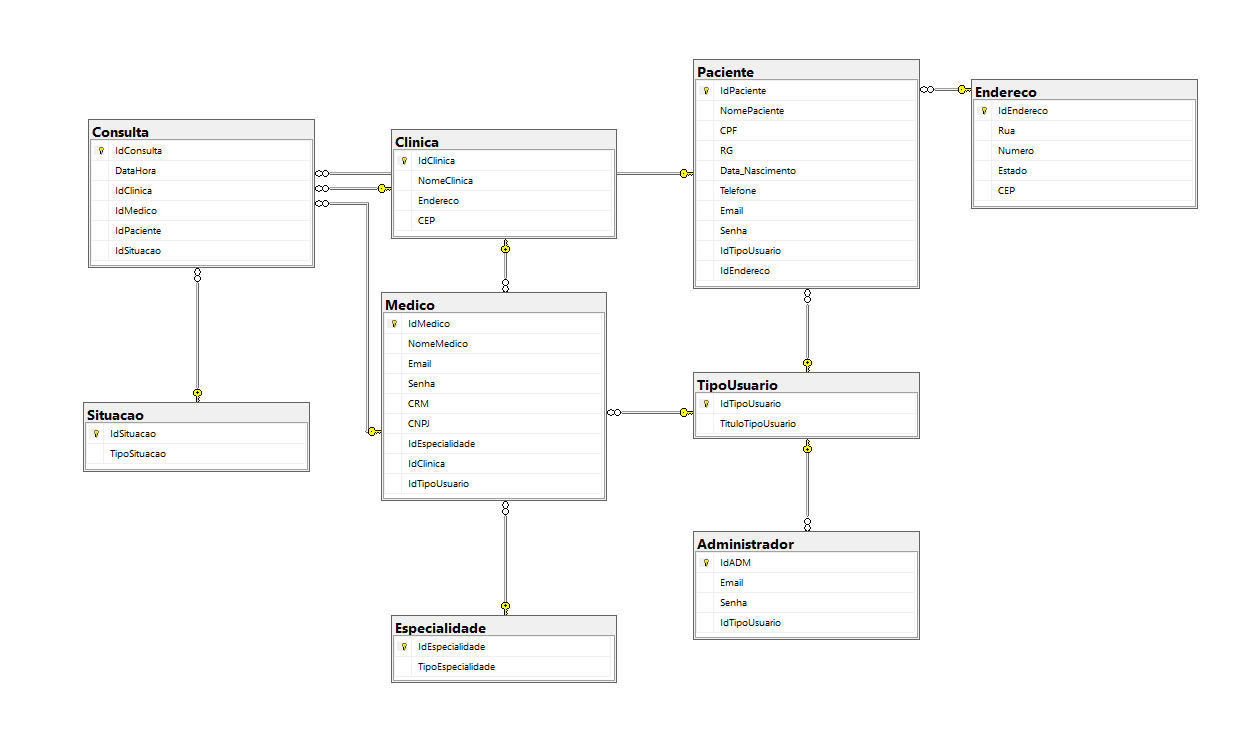 Consulta
IdConsulta
DataHora
IdClinica
IdMedico
IdPaciente
IdSituacao
Situacao
IdSituacao
TipoSituacao
Clinica
IdClinica
NomeClinica
Endereco
CEP
Medico
IdMedico
NomeMedico
Email
Senha
CRM
CNPJ
IdEspecialidade
IdClinica
IdTipoUsuario
Especialidade
IdEspecialidade
TipoEspecialidade
Paciente
IdPaciente
NomePaciente
CPF
RG
Data_Nascimento
Telefone
Email
Senha
IdTipoUsuario
IdEndereco
TipoUsuario
IdTipoUsuario
TituloTipoUsuario
Administrador
IdADM
Email
Senha
IdTipoUsuario
Endereco
IdEndereco
Rua
Numero
Estado
CEP